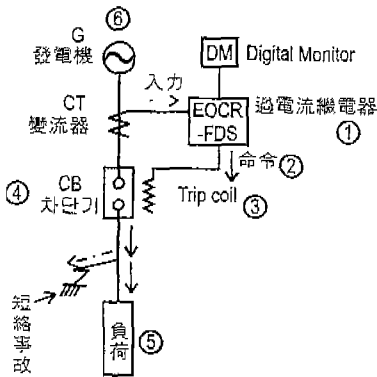 ⑥
G
發電機
DM Digital Monitor
入力
CT
變流器
EOCR
-FDS
過電流繼電器
①
命令 ②
Trip coil ③
④
CB
차단기
短絡事故
負荷
⑤